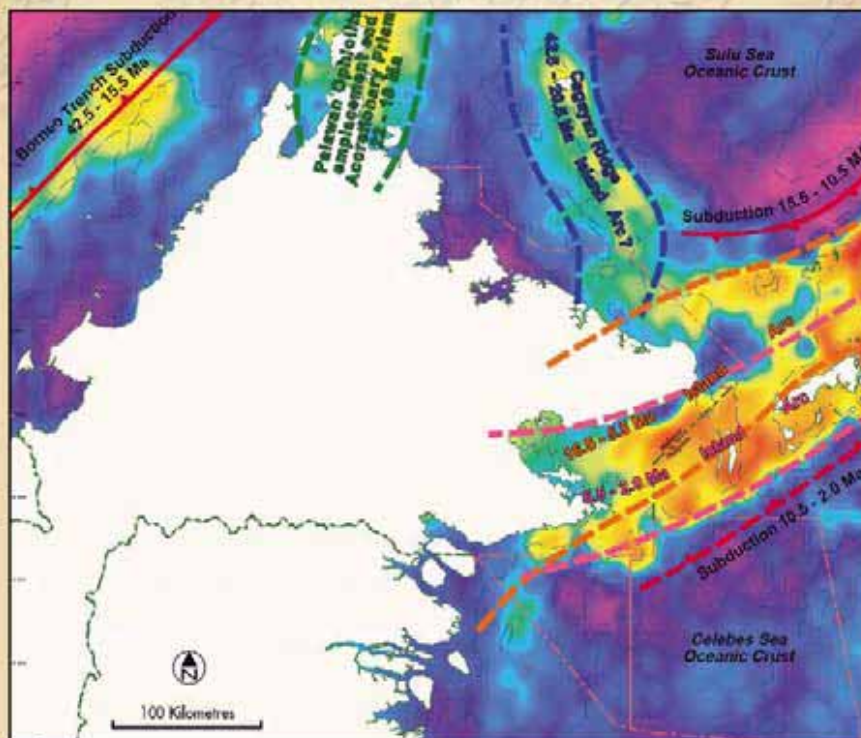 Borneo Trench Subduction
42.5 - 15.5 Ma
Palawan Ophiolite
emplacement and
Accretionary Prism
Cagayan Ridge
Island Arc ?
Sulu Sea
Oceanic Crust
Subduction 15.5 - 10.5 Ma
Island Arc
Island Arc
Subduction 10.5 - 2.0 Ma
Celebes Sea
Oceanic Crust
N
100 Kilometres